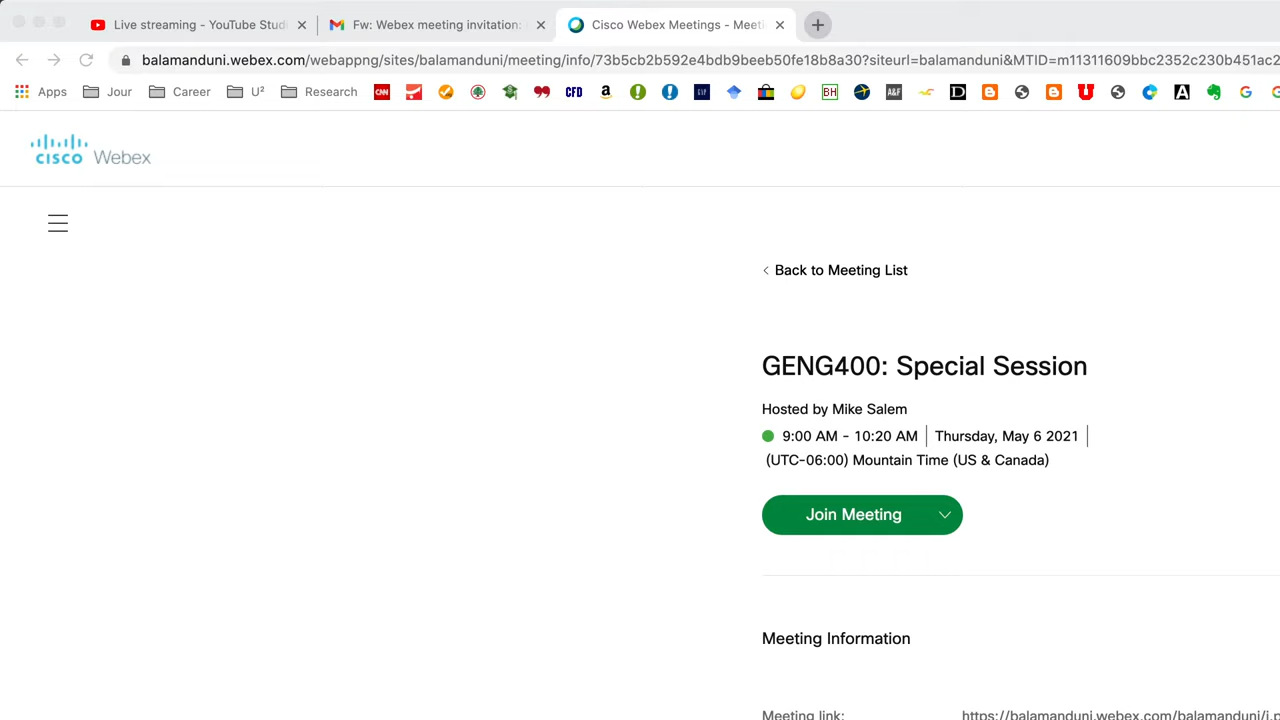 Live streaming - YouTube Studi
Fw: Webex meeting invitation:
Cisco Webex Meetings - Meeti
balamanduni.webex.com/webappng/sites/balamanduni/meeting/info/73b5cb2b592e4bdb9beeb50fe18b8a30?siteurl=balamanduni&MTID=m11311609bbc2352c230b451ac2
Apps Jour Career U² Research CNN CFD a GAP BH A&F D U A G
cisco Webex
Back to Meeting List
GENG400: Special Session
Hosted by Mike Salem
9:00 AM - 10:20 AM | Thursday, May 6 2021 |
(UTC-06:00) Mountain Time (US & Canada)
Join Meeting
Meeting Information
Meeting link: https://balamanduni.webex.com/balamanduni/j.p